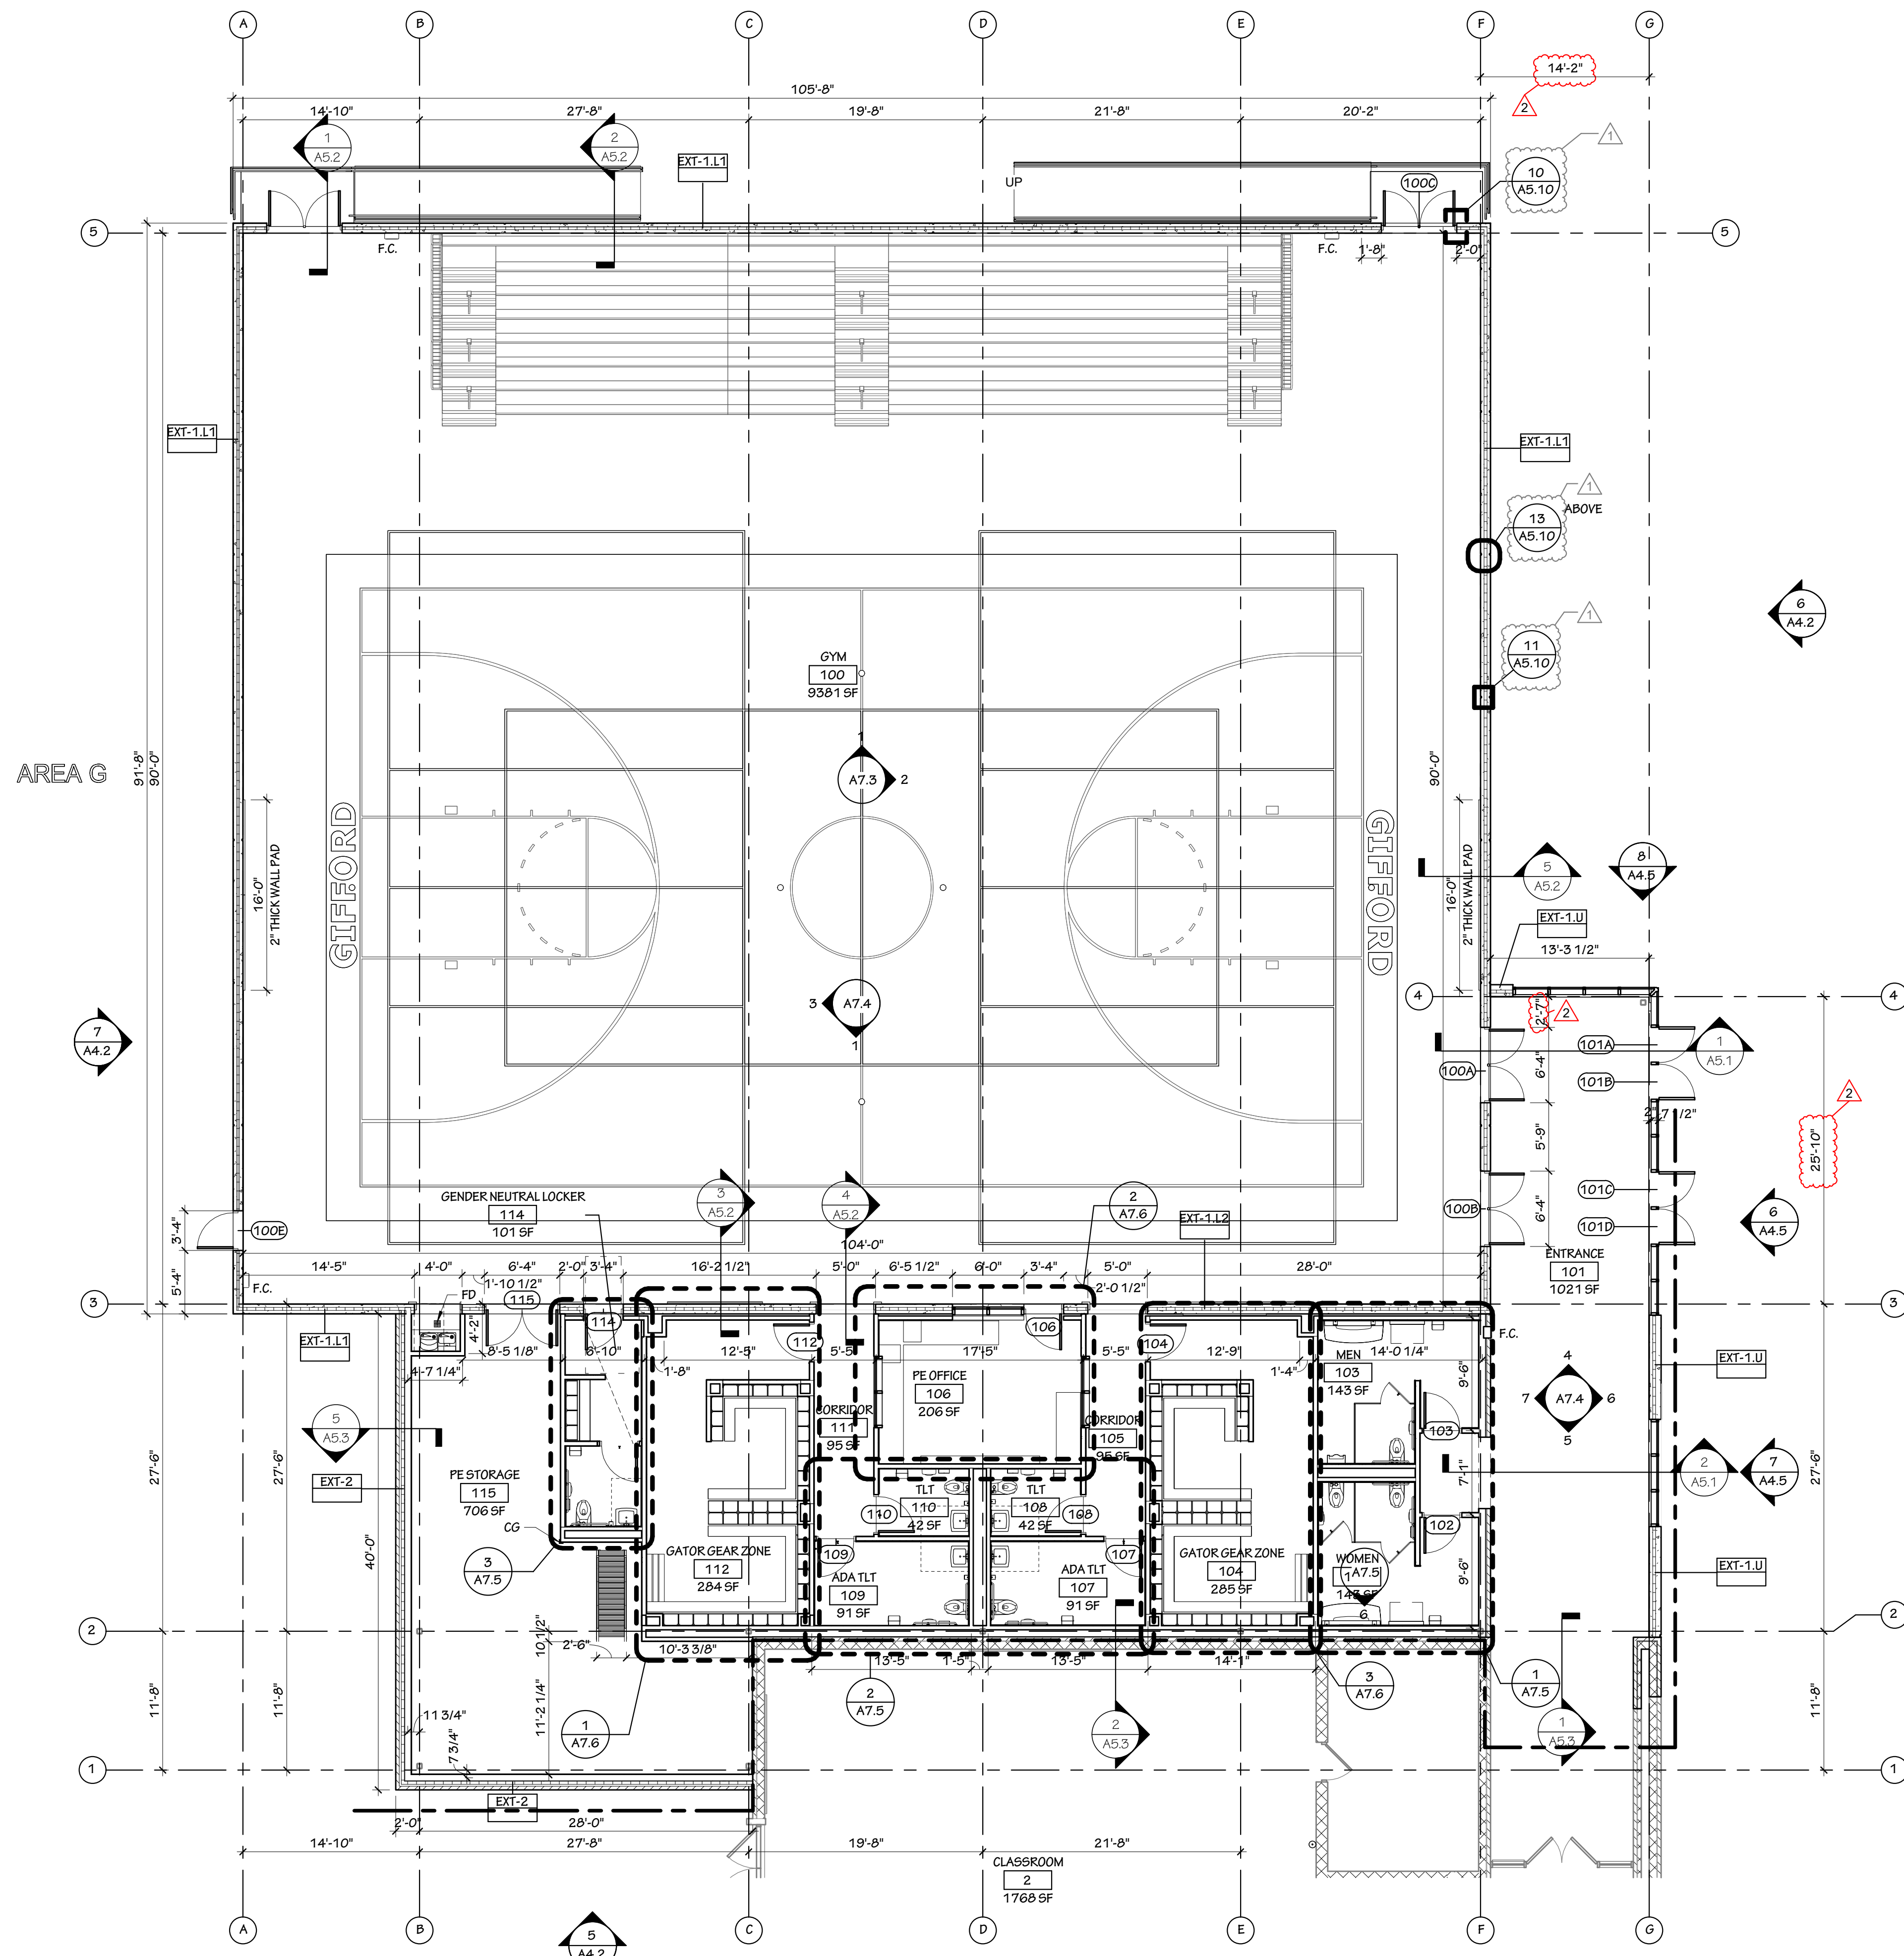 A
B
C
D
E
F
G
14'-2"
2
105'-8"
14'-10"
27'-8"
19'-8"
21'-8"
20'-2"
1
A5.2
2
A5.2
EXT-1.L1
UP
100C
10
A5.10
1
5
5
F.C.
F.C.
1'-8"
2'-0"
EXT-1.L1
EXT-1.L1
1
ABOVE
13
A5.10
1
11
A5.10
6
A4.2
GYM
100
9381 SF
AREA G
91'-8"
90'-0"
90'-0"
1
A7.3
2
GIFFORD
GIFFORD
16'-0"
2" THICK WALL PAD
16'-0"
2" THICK WALL PAD
5
A5.2
8
A4.5
EXT-1.U
13'-3 1/2"
3
A7.4
1
4
4
2'-7"
2
7
A4.2
101A
1
A5.1
100A
6'-4"
101B
2"
7 1/2"
2
5'-9"
25'-10"
GENDER NEUTRAL LOCKER
114
101 SF
3
A5.2
4
A5.2
2
A7.6
EXT-1.L2
100B
6'-4"
101C
101D
6
A4.5
3'-4"
100E
104'-0"
ENTRANCE
101
1021 SF
5'-4"
F.C.
14'-5"
4'-0"
6'-4"
2'-0"
3'-4"
16'-2 1/2"
5'-0"
6'-5 1/2"
6'-0"
3'-4"
5'-0"
28'-0"
1'-10 1/2"
2'-0 1/2"
FD
115
3
3
EXT-1.L1
4'-2"
114
112
106
104
F.C.
8'-5 1/8"
6'-10"
12'-5"
5'-5"
17'-5"
5'-5"
12'-9"
14'-0 1/4"
4'-7 1/4"
1'-8"
1'-4"
MEN
103
143 SF
9'-6"
EXT-1.U
PE OFFICE
106
206 SF
CORRIDOR
111
95 SF
CORRIDOR
105
95 SF
4
7
A7.4
6
5
5
A5.3
103
27'-6"
27'-6"
EXT-2
PE STORAGE
115
706 SF
7'-1"
2
A5.1
7
A4.5
27'-6"
TLT
110
42 SF
TLT
108
42 SF
110
108
CG
102
40'-0"
3
A7.5
GATOR GEAR ZONE
112
284 SF
109
107
GATOR GEAR ZONE
104
285 SF
WOMEN
1
143 SF
A7.5
6
9'-6"
EXT-1.U
ADA TLT
109
91 SF
ADA TLT
107
91 SF
2
2
10 1/2"
2'-6"
10'-3 3/8"
13'-5"
1'-5"
13'-5"
14'-1"
11'-8"
11'-8"
11'-2 1/4"
11 3/4"
7 3/4"
1
A7.6
2
A7.5
2
A5.3
3
A7.6
1
A7.5
1
A5.3
11'-8"
1
1
EXT-2
2'-0"
28'-0"
14'-10"
27'-8"
19'-8"
21'-8"
CLASSROOM
2
1768 SF
A
B
C
D
E
F
G
5
A4.2